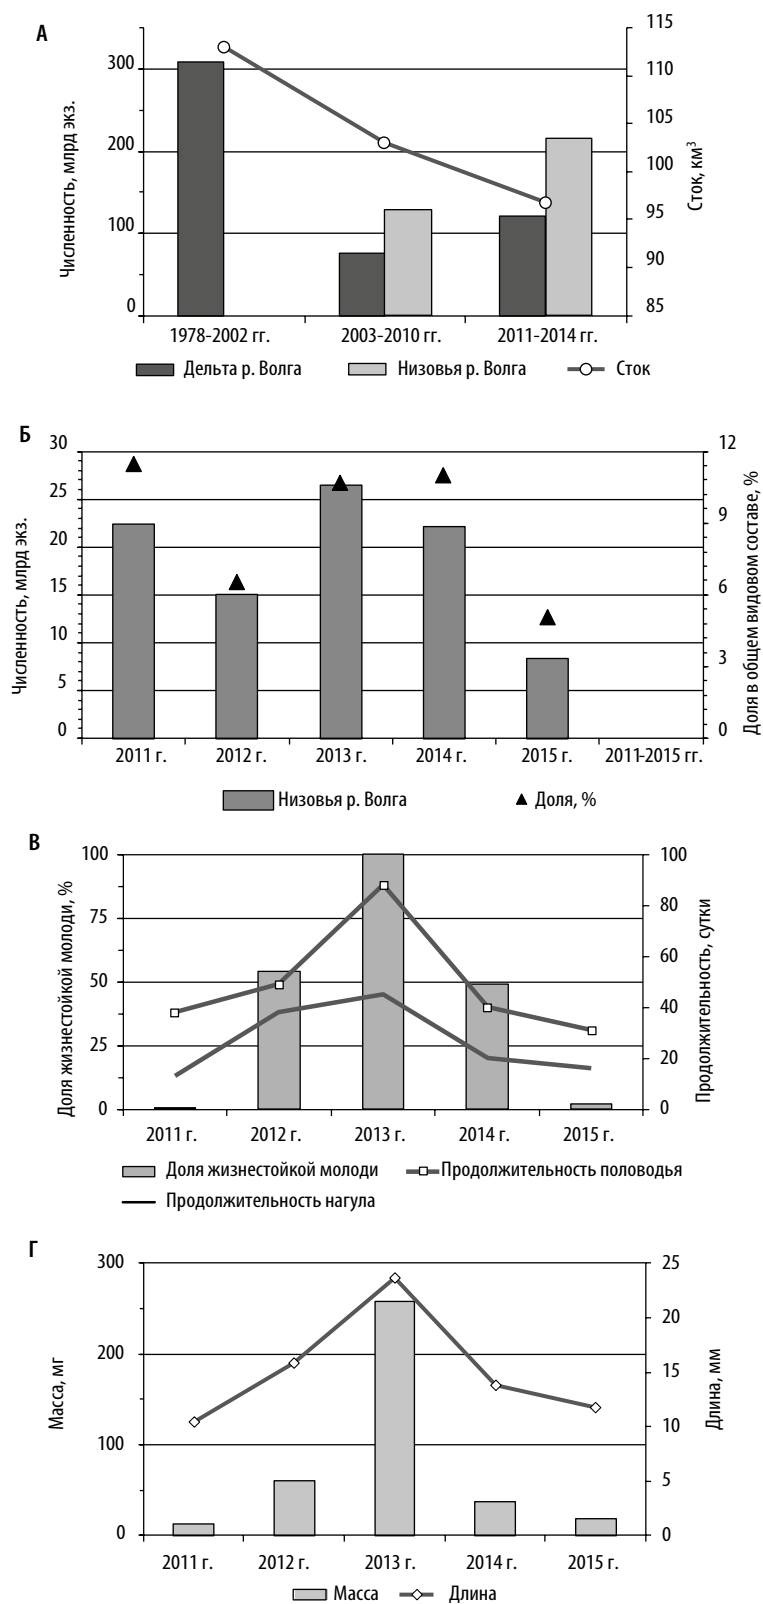 А
Численность, млрд экз.
300
200
100
0
115
110
105
100
95
90
85
Сток, км³
1978-2002 гг. 2003-2010 гг. 2011-2014 гг.
Дельта р. Волга Низовья р. Волга Сток
Б
Численность, млрд экз.
30
25
20
15
10
5
0
12
9
6
3
0
Доля в общем видовом составе, %
2011 г. 2012 г. 2013 г. 2014 г. 2015 г. 2011-2015 гг.
Низовья р. Волга Доля, %
В
Доля жизнестойкой молоди, %
100
75
50
25
0
100
80
60
40
20
0
Продолжительность, сутки
2011 г. 2012 г. 2013 г. 2014 г. 2015 г.
Доля жизнестойкой молоди Продолжительность половодья
Продолжительность нагула
Г
Масса, мг
300
200
100
0
25
20
15
10
5
0
Длина, мм
2011 г. 2012 г. 2013 г. 2014 г. 2015 г.
Масса Длина